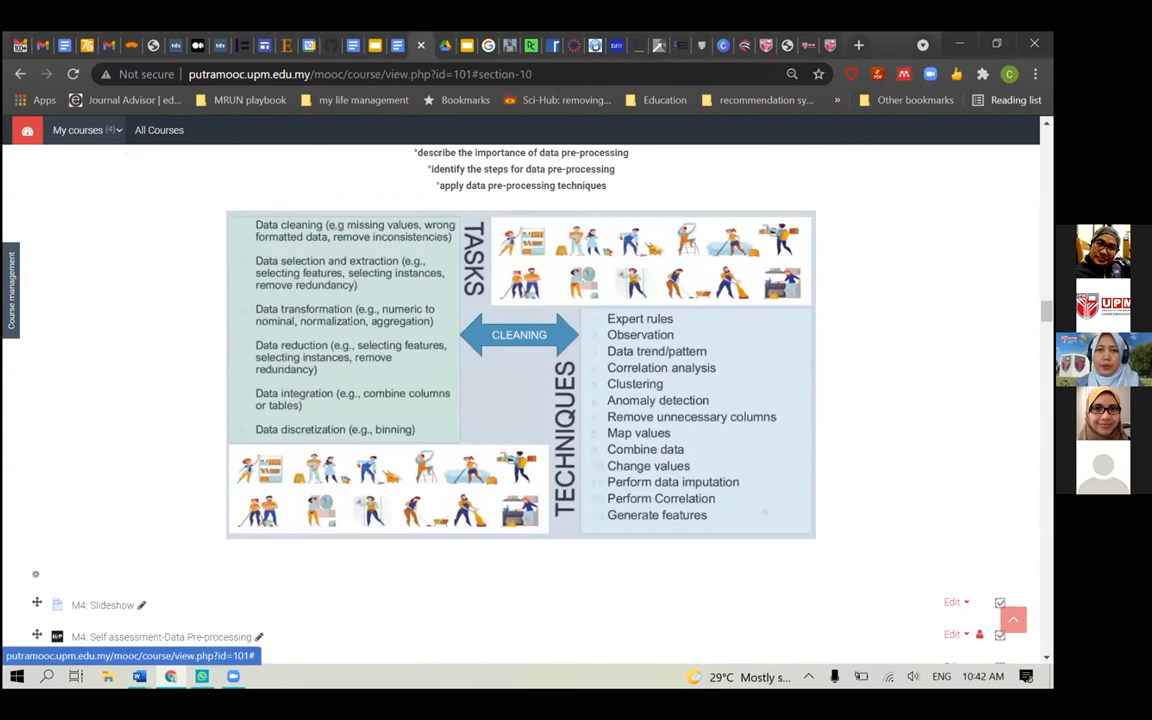 Not secure putramooc.upm.edu.my/mooc/course/view.php?id=101#section-10
Apps Journal Advisor | ed... MRUN playbook my life management Bookmarks Sci-Hub: removing... Education recommendation sy... » Other bookmarks Reading list
My courses (4) All Courses
*describe the importance of data pre-processing
*identify the steps for data pre-processing
*apply data pre-processing techniques
Course management
Data cleaning (e.g missing values, wrong
formatted data, remove inconsistencies)
Data selection and extraction (e.g.,
selecting features, selecting instances,
remove redundancy)
Data transformation (e.g., numeric to
nominal, normalization, aggregation)
Data reduction (e.g., selecting features,
selecting instances, remove
redundancy)
Data integration (e.g., combine columns
or tables)
Data discretization (e.g., binning)
TASKS
CLEANING
TECHNIQUES
Expert rules
Observation
Data trend/pattern
Correlation analysis
Clustering
Anomaly detection
Remove unnecessary columns
Map values
Combine data
Change values
Perform data imputation
Perform Correlation
Generate features
UPM
M4: Slideshow
Edit
M4: Self assessment-Data Pre-processing
Edit
putramooc.upm.edu.my/mooc/course/view.php?id=101#
29°C Mostly s... ENG 10:42 AM